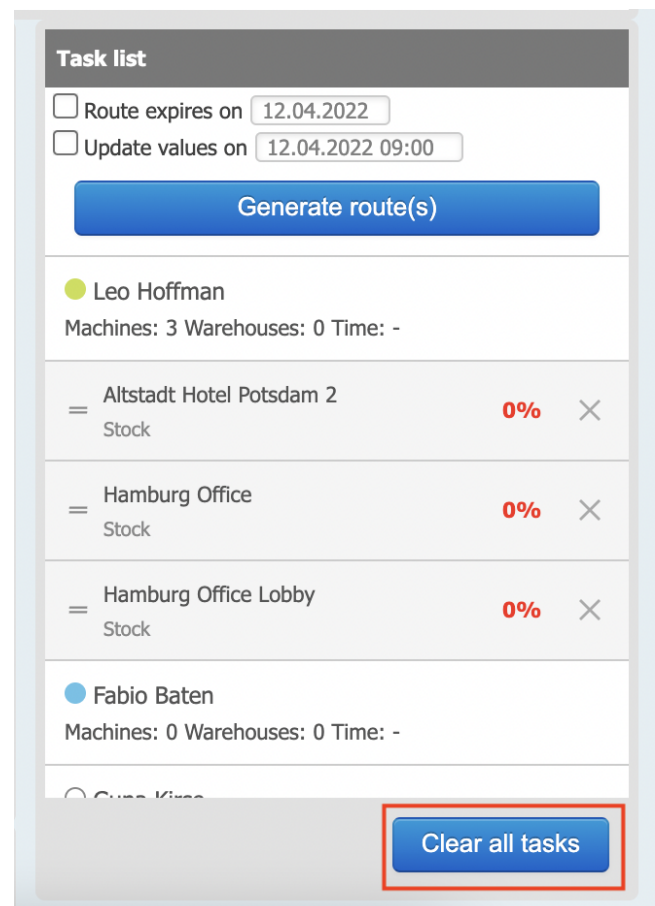 Task list
Route expires on 12.04.2022
Update values on 12.04.2022 09:00
Generate route(s)
Leo Hoffman
Machines: 3 Warehouses: 0 Time: -
Altstadt Hotel Potsdam 2
0%
Stock
Hamburg Office
0%
Stock
Hamburg Office Lobby
0%
Stock
Fabio Baten
Machines: 0 Warehouses: 0 Time: -
Clear all tasks